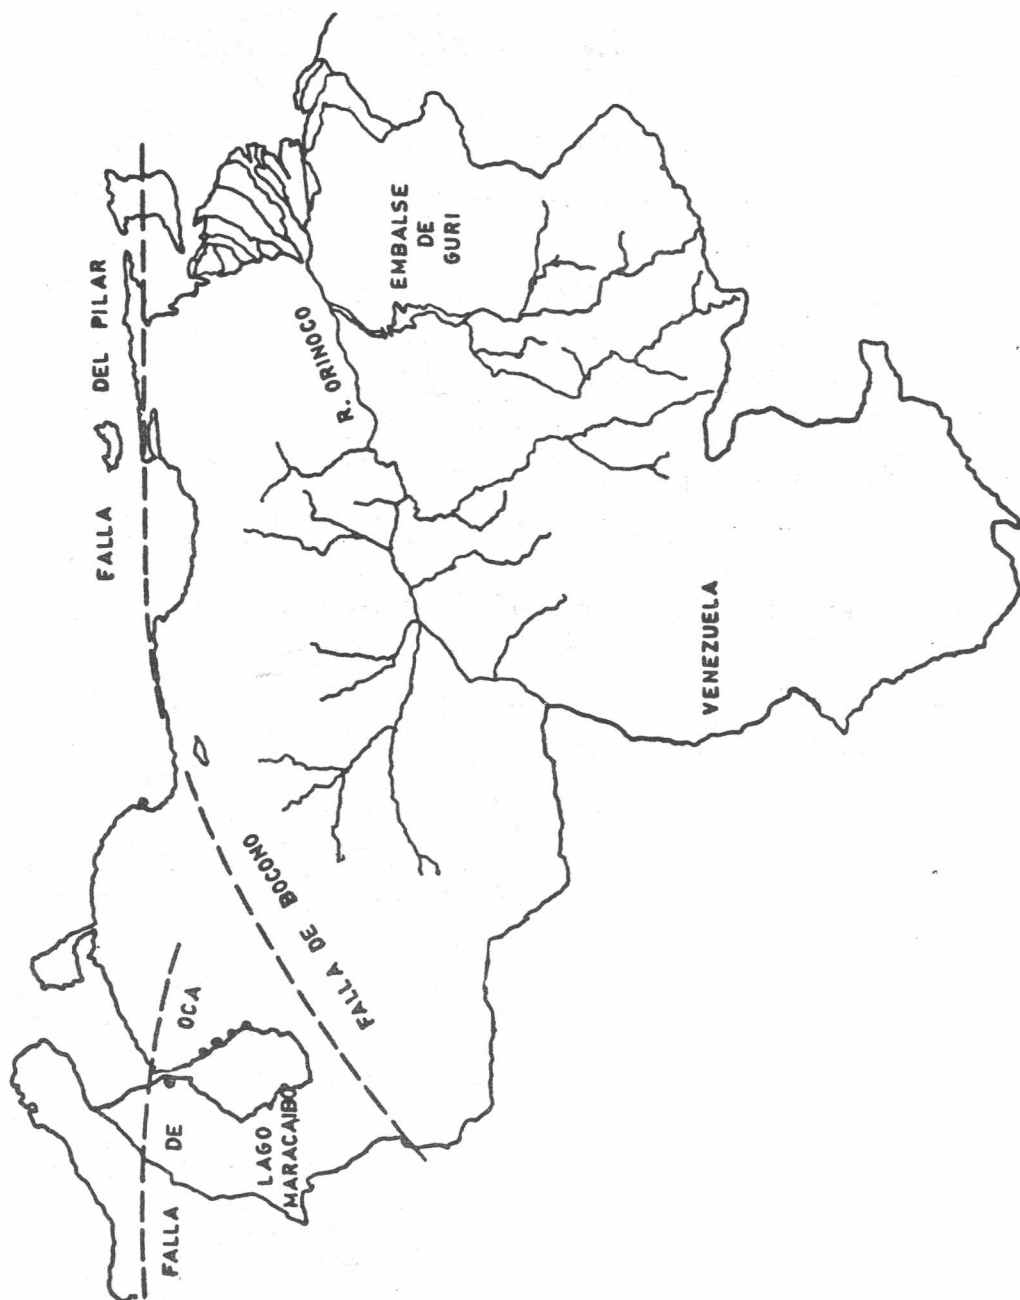 FALLA DE OCA
LAGO
MARACAIBO
FALLA DE BOCONO
FALLA DEL PILAR
R. ORINOCO
EMBALSE
DE
GURI
VENEZUELA